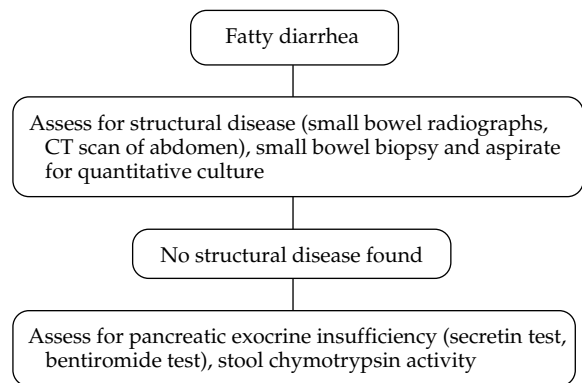 Fatty diarrhea
Assess for structural disease (small bowel radiographs,
CT scan of abdomen), small bowel biopsy and aspirate
for quantitative culture
No structural disease found
Assess for pancreatic exocrine insufficiency (secretin test,
bentiromide test), stool chymotrypsin activity